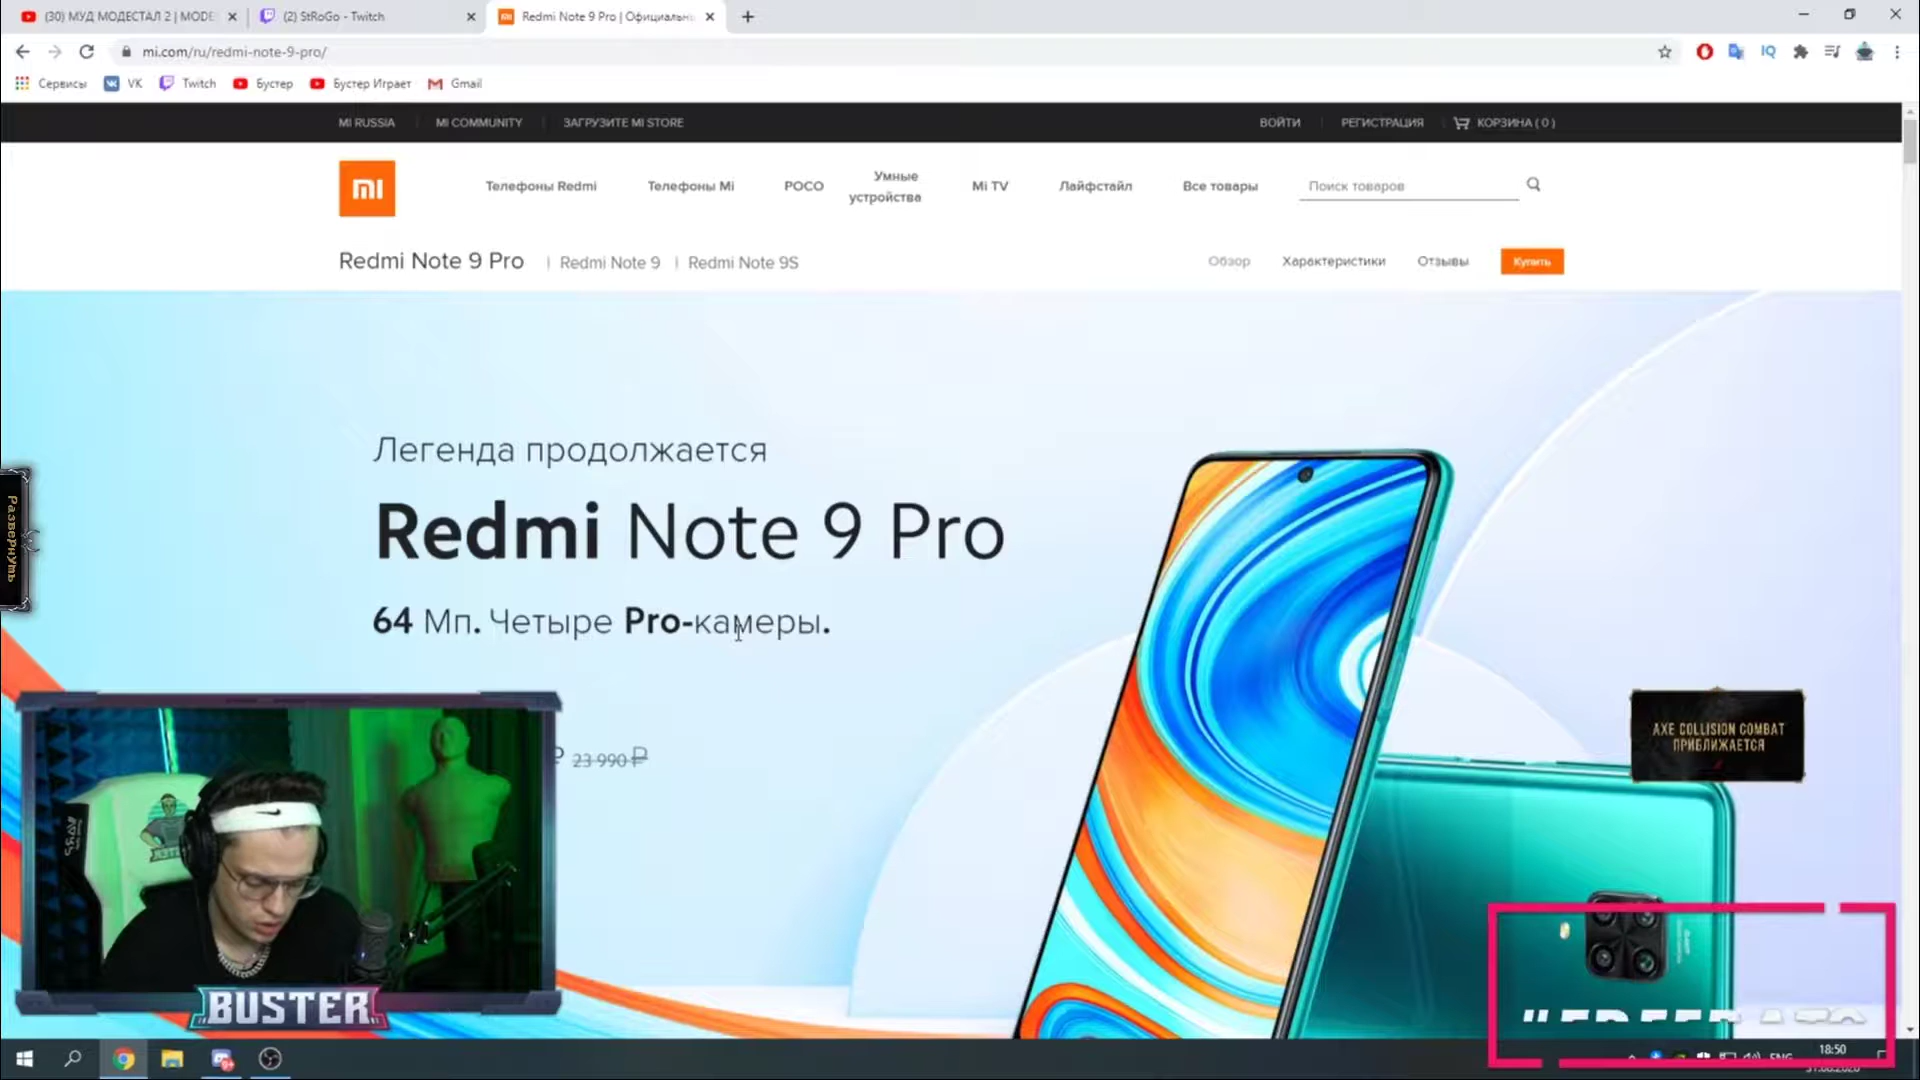 (30) МУД МОДЕСТАЛ 2 | MODE
(2) StRoGo - Twitch
Redmi Note 9 Pro | Официальн
mi.com/ru/redmi-note-9-pro/
Сервисы
VK
Twitch
Бустер
Бустер Играет
Gmail
MI RUSSIA
MI COMMUNITY
ЗАГРУЗИТЕ MI STORE
ВОЙТИ
РЕГИСТРАЦИЯ
КОРЗИНА ( 0 )
Телефоны Redmi
Телефоны Mi
POCO
Умные
устройства
Mi TV
Лайфстайл
Все товары
Поиск товаров
Redmi Note 9 Pro | Redmi Note 9 | Redmi Note 9S
Обзор
Характеристики
Отзывы
Купить
Легенда продолжается
Redmi Note 9 Pro
64 Мп. Четыре Pro-камеры.
Развернуть
₽ 23 990 ₽
AXE COLLISION COMBAT
ПРИБЛИЖАЕТСЯ
BUSTER
ENG
18:50